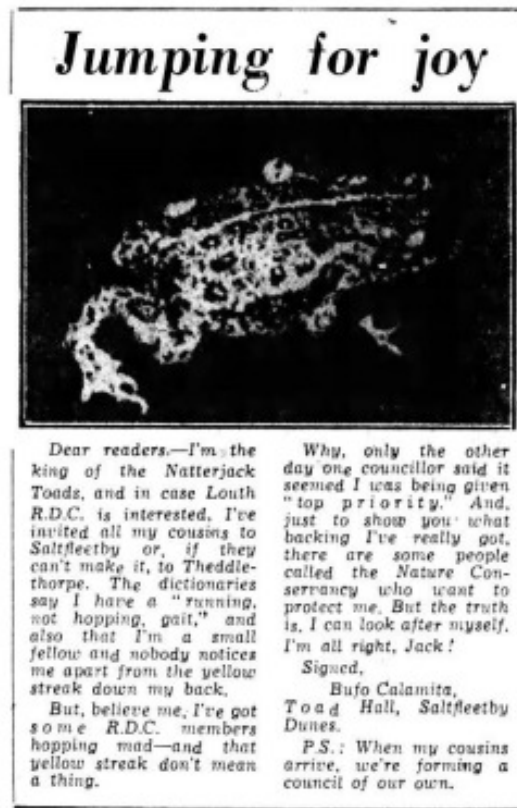 Jumping for joy
Dear readers.—I'm the
king of the Natterjack
Toads, and in case Louth
R.D.C. is interested, I've
invited all my cousins to
Saltfleetby or, if they
can't make it, to Theddle-
thorpe. The dictionaries
say I have a "running,
not hopping, gait," and
also that I'm a small
fellow and nobody notices
me apart from the yellow
streak down my back.
But, believe me, I've got
some R.D.C. members
hopping mad—and that
yellow streak don't mean
a thing.
Why, only the other
day one councillor said it
seemed I was being given
"top priority." And,
just to show you what
backing I've really got,
there are some people
called the Nature Con-
servancy who want to
protect me. But the truth
is, I can look after myself.
I'm all right, Jack!
Signed,
Bufo Calamita,
Toad Hall, Saltfleetby
Dunes.
P.S.: When my cousins
arrive, we're forming a
council of our own.